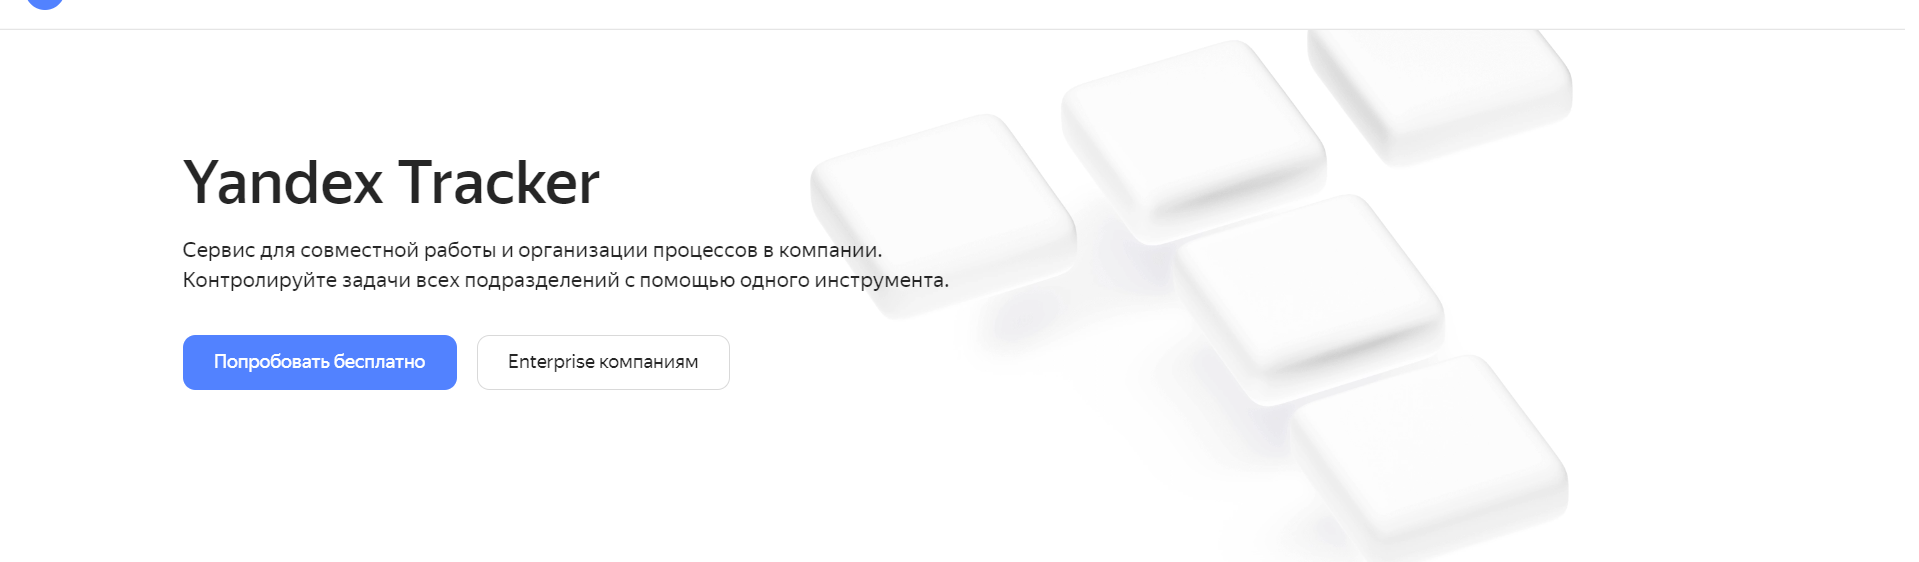 Yandex Tracker
Сервис для совместной работы и организации процессов в компании.
Контролируйте задачи всех подразделений с помощью одного инструмента.
Попробовать бесплатно
Enterprise компаниям